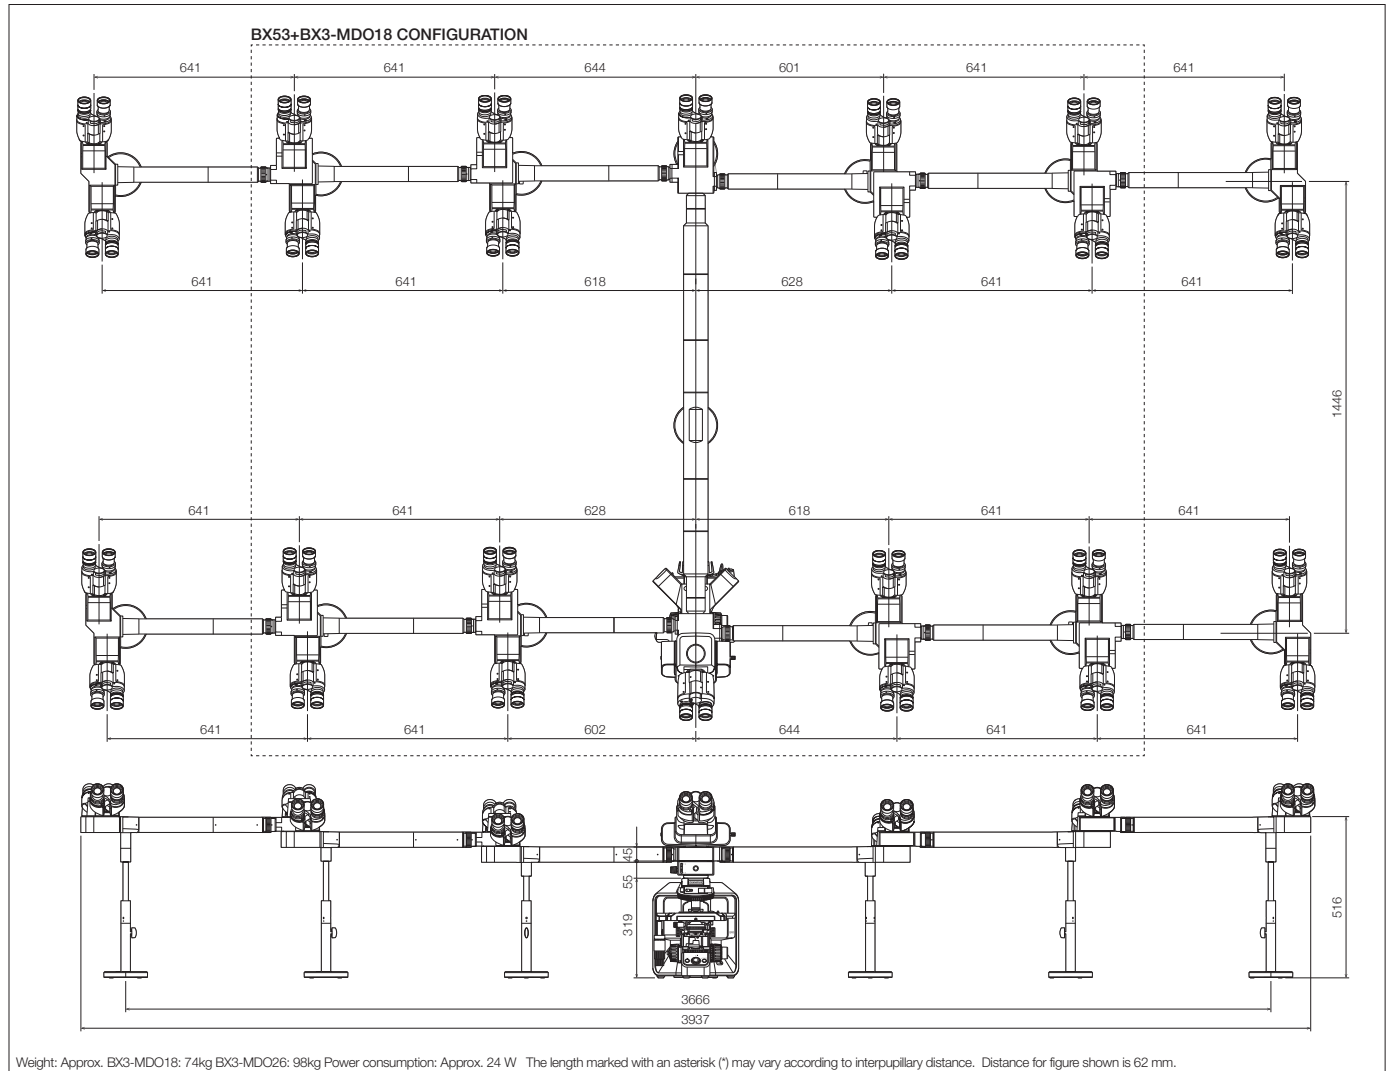 BX53+BX3-MDO18 CONFIGURATION
641 641 644 601 641 641
641 641 618 628 641 641
1446
641 641 628 618 641 641
641 641 602 644 641 641
45
55
319
516
3666
3937
Weight: Approx. BX3-MDO18: 74kg BX3-MDO26: 98kg Power consumption: Approx. 24 W The length marked with an asterisk (*) may vary according to interpupillary distance. Distance for figure shown is 62 mm.